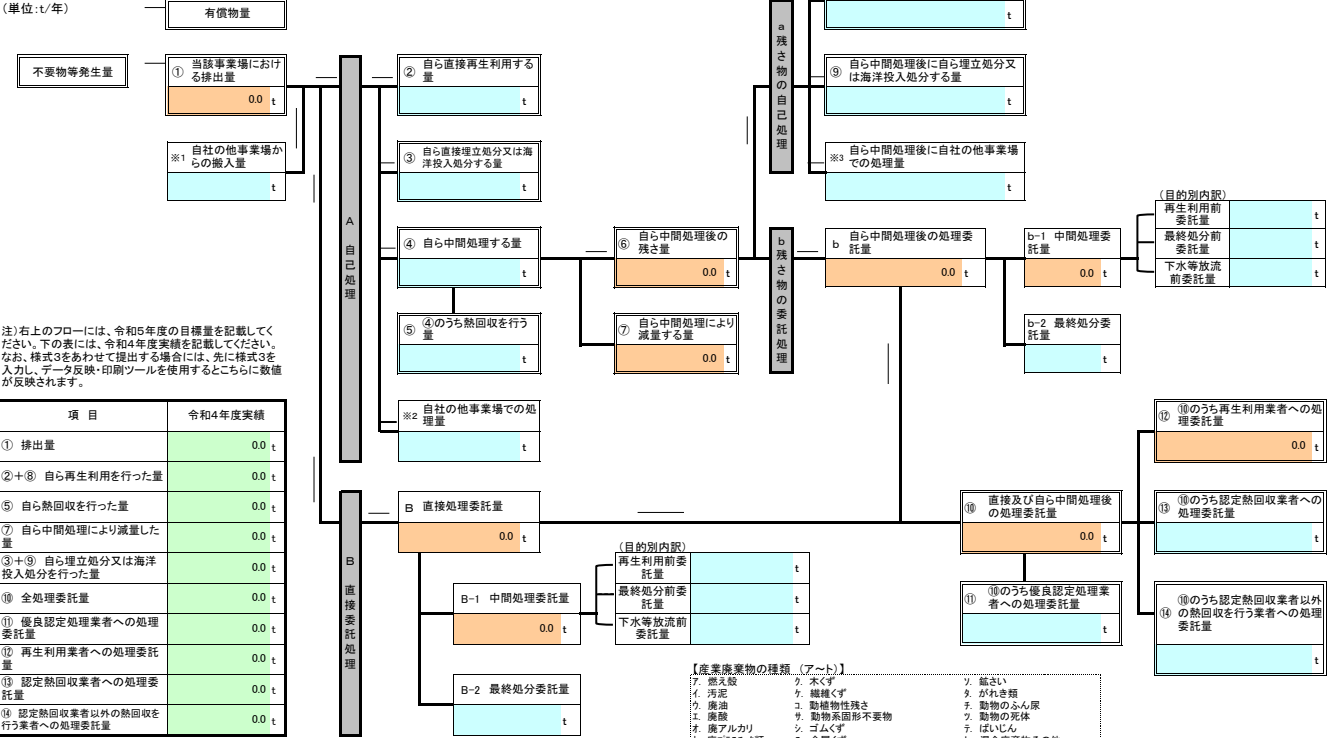 (単位:t/年)
有償物量
t
不要物等発生量
①
当該事業場におけ
る排出量
0.0 t
※1
自社の他事業場か
らの搬入量
t
A 自己処理
②
自ら直接再生利用する
量
t
③
自ら直接埋立処分又は海
洋投入処分する量
t
④ 自ら中間処理する量
t
⑤
④のうち熱回収を行う
量
t
※2
自社の他事業場での処
理量
t
⑥
自ら中間処理後の
残さ量
0.0 t
⑦
自ら中間処理により
減量する量
0.0 t
a 残さ物の自己処理
⑨
自ら中間処理後に自ら埋立処分又
は海洋投入処分する量
t
※3
自ら中間処理後に自社の他事業場
での処理量
t
b 残さ物の委託処理
b
自ら中間処理後の処理委
託量
0.0 t
b-1 中間処理委
託量
0.0 t
(目的別内訳)
再生利用前
委託量
t
最終処分前
委託量
t
下水等放流
前委託量
t
b-2 最終処分委
託量
t
注)右上のフローには、令和5年度の目標量を記載してく
ださい。下の表には、令和4年度実績を記載してください。
なお、様式3をあわせて提出する場合には、先に様式3を
入力し、データ反映・印刷ツールを使用するとこちらに数値
が反映されます。
項 目 令和4年度実績
① 排出量 0.0 t
②+⑧ 自ら再生利用を行った量 0.0 t
⑤ 自ら熱回収を行った量 0.0 t
⑦ 自ら中間処理により減量した
量 0.0 t
③+⑨ 自ら埋立処分又は海洋
投入処分を行った量 0.0 t
⑩ 全処理委託量 0.0 t
⑪ 優良認定処理業者への処理
委託量 0.0 t
⑫ 再生利用業者への処理委託
量 0.0 t
⑬ 認定熱回収業者への処理委
託量 0.0 t
⑭ 認定熱回収業者以外の熱回収を
行う業者への処理委託量 0.0 t
B 直接委託処理
B 直接処理委託量
0.0 t
B-1 中間処理委託量
0.0 t
(目的別内訳)
再生利用前委
託量
t
最終処分前委
託量
t
下水等放流前
委託量
t
B-2 最終処分委託量
t
⑩
直接及び自ら中間処理後
の処理委託量
0.0 t
⑪
⑩のうち優良認定処理業
者への処理委託量
t
⑫
⑩のうち再生利用業者への処
理委託量
0.0 t
⑬
⑩のうち認定熱回収業者への
処理委託量
t
⑭
⑩のうち認定熱回収業者以外
の熱回収を行う業者への処理
委託量
t
【産業廃棄物の種類 (ア~ト)】
ア. 燃え殻 ク. 木くず ソ. 鉱さい
イ. 汚泥 ケ. 繊維くず タ. がれき類
ウ. 廃油 コ. 動植物性残さ チ. 動物のふん尿
エ. 廃酸 サ. 動物系固形不要物 ツ. 動物の死体
オ. 廃アルカリ シ. ゴムくず テ. ばいじん